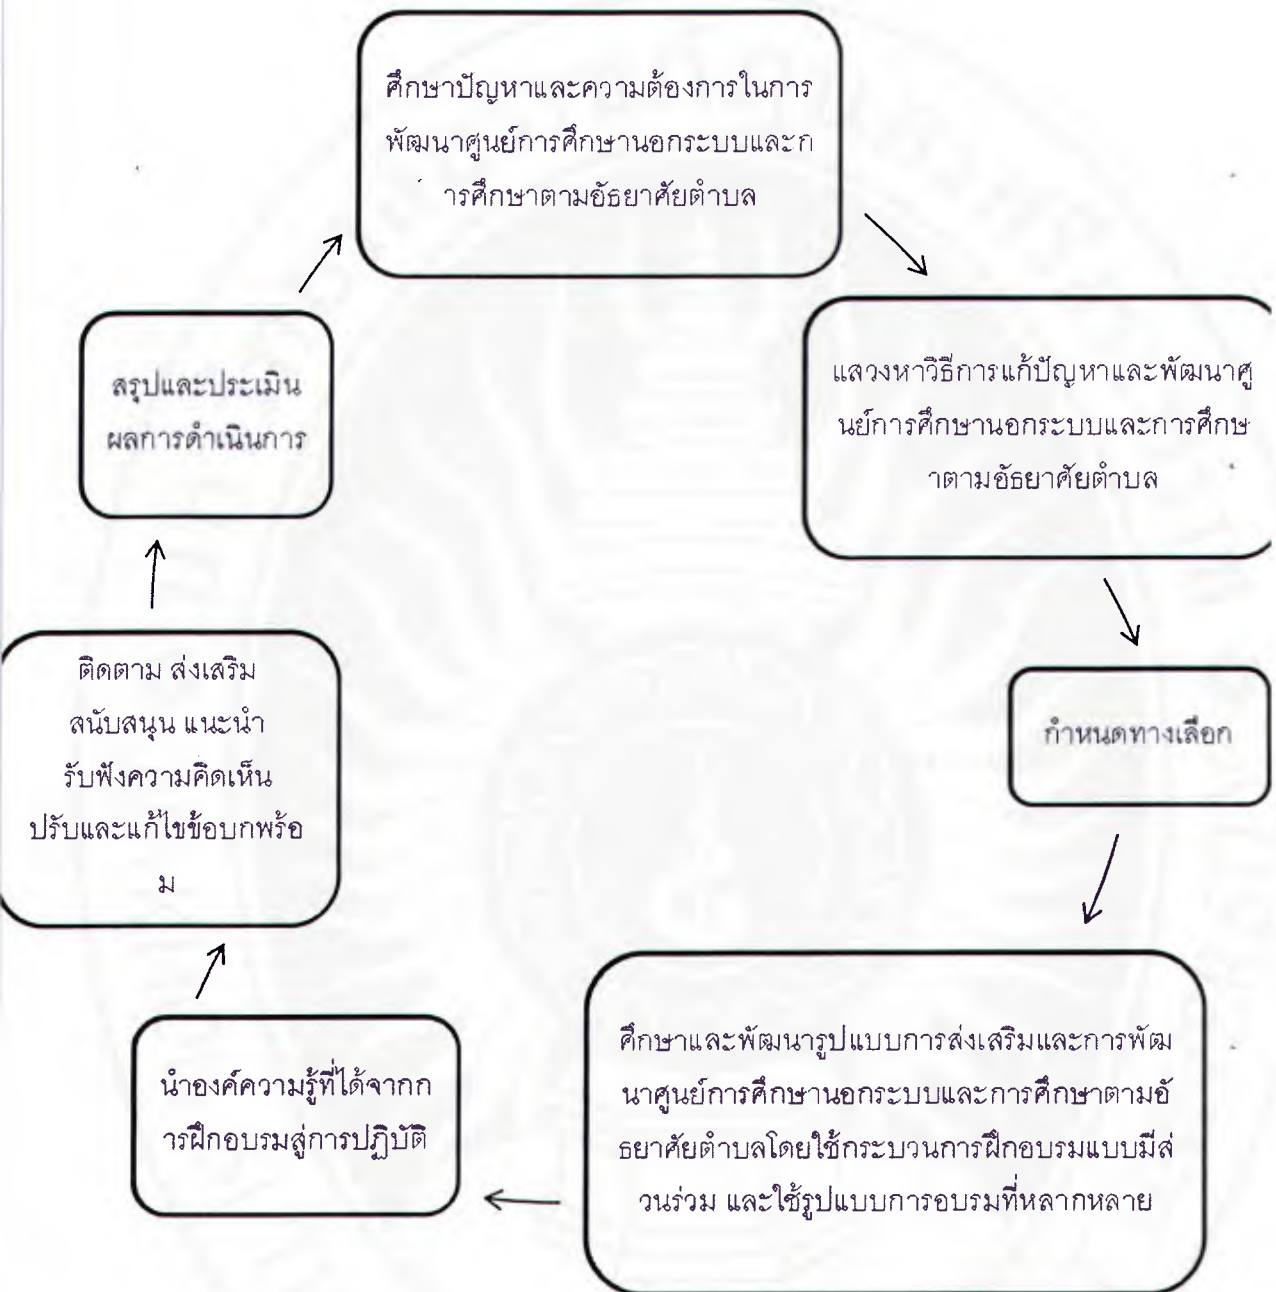 ศึกษาปัญหาและความต้องการในการ
พัฒนาศูนย์การศึกษานอกระบบและก
ารศึกษาตามอัธยาศัยตำบล
แสวงหาวิธีการแก้ปัญหาและพัฒนาศู
นย์การศึกษานอกระบบและการศึกษ
าตามอัธยาศัยตำบล
กำหนดทางเลือก
ศึกษาและพัฒนารูปแบบการส่งเสริมและการพัฒ
นาศูนย์การศึกษานอกระบบและการศึกษาตามอั
ธยาศัยตำบลโดยใช้กระบวนการฝึกอบรมแบบมีส่
วนร่วม และใช้รูปแบบการอบรมที่หลากหลาย
นำองค์ความรู้ที่ได้จากก
ารฝึกอบรมสู่การปฏิบัติ
ติดตาม ส่งเสริม
สนับสนุน แนะนำ
รับฟังความคิดเห็น
ปรับและแก้ไขข้อบกพร้อ
ม
สรุปและประเมิน
ผลการดำเนินการ